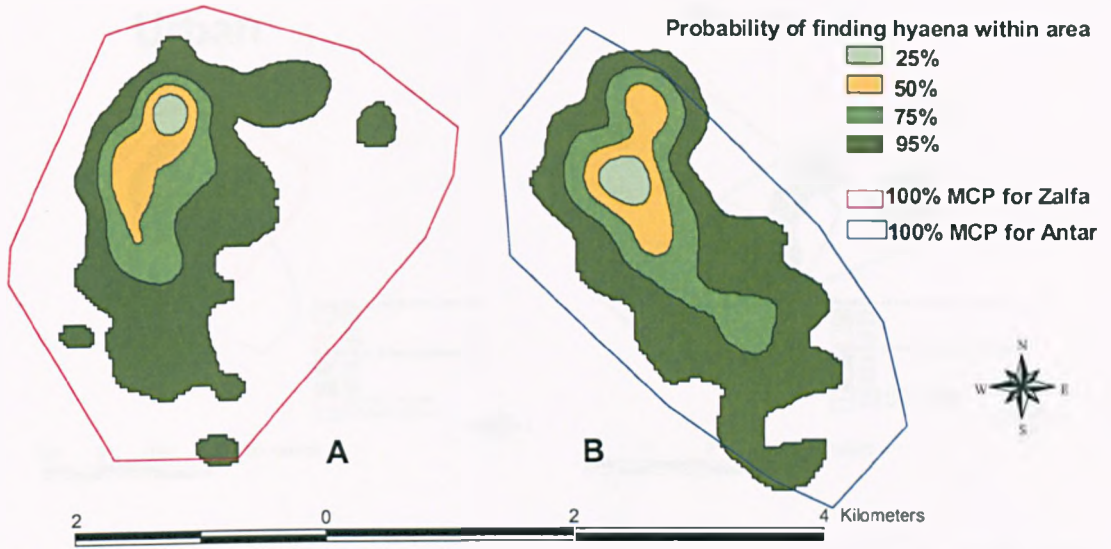 Probability of finding hyaena within area
25%
50%
75%
95%
100% MCP for Zalfa
100% MCP for Antar
N
W E
S
A B
2 0 2 4 Kilometers